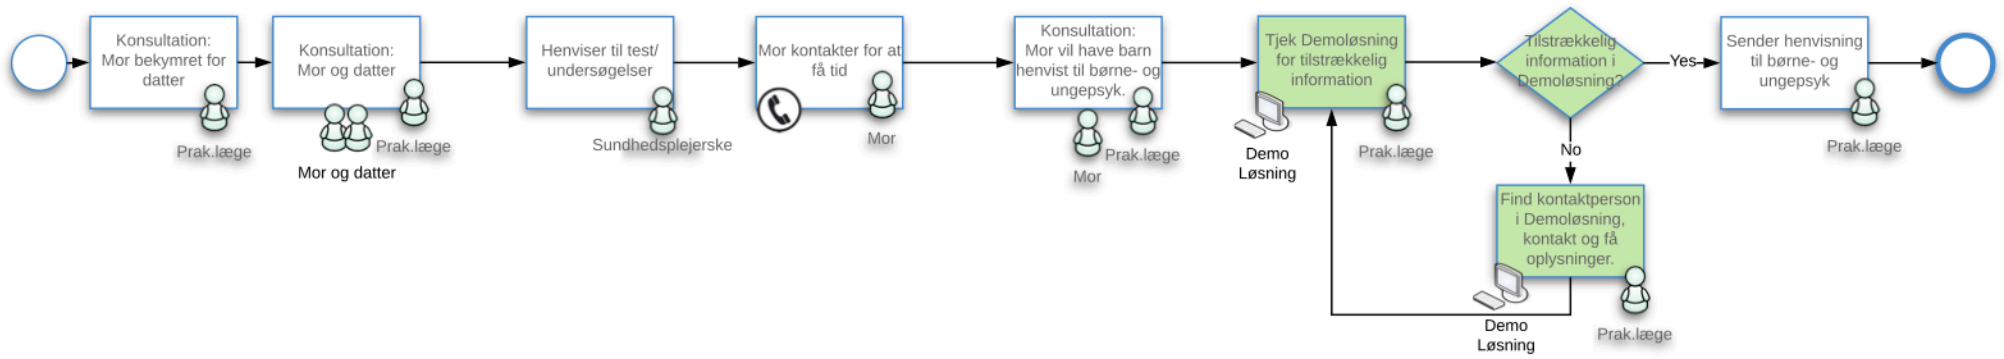 Konsultation:
Mor bekymret for
datter
Prak.læge
Konsultation:
Mor og datter
Prak.læge
Mor og datter
Henviser til test/
undersøgelser
Sundhedsplejerske
Mor kontakter for at
få tid
Mor
Konsultation:
Mor vil have barn
henvist til børne- og
ungepsyk.
Prak.læge
Mor
Tjek Demoløsning
for tilstrækkelig
information
Demo
Løsning
Prak.læge
Tilstrækkelig
information i
Demoløsning?
Yes
No
Sender henvisning
til børne- og
ungepsyk
Prak.læge
Find kontaktperson
i Demoløsning,
kontakt og få
oplysninger.
Demo
Løsning
Prak.læge